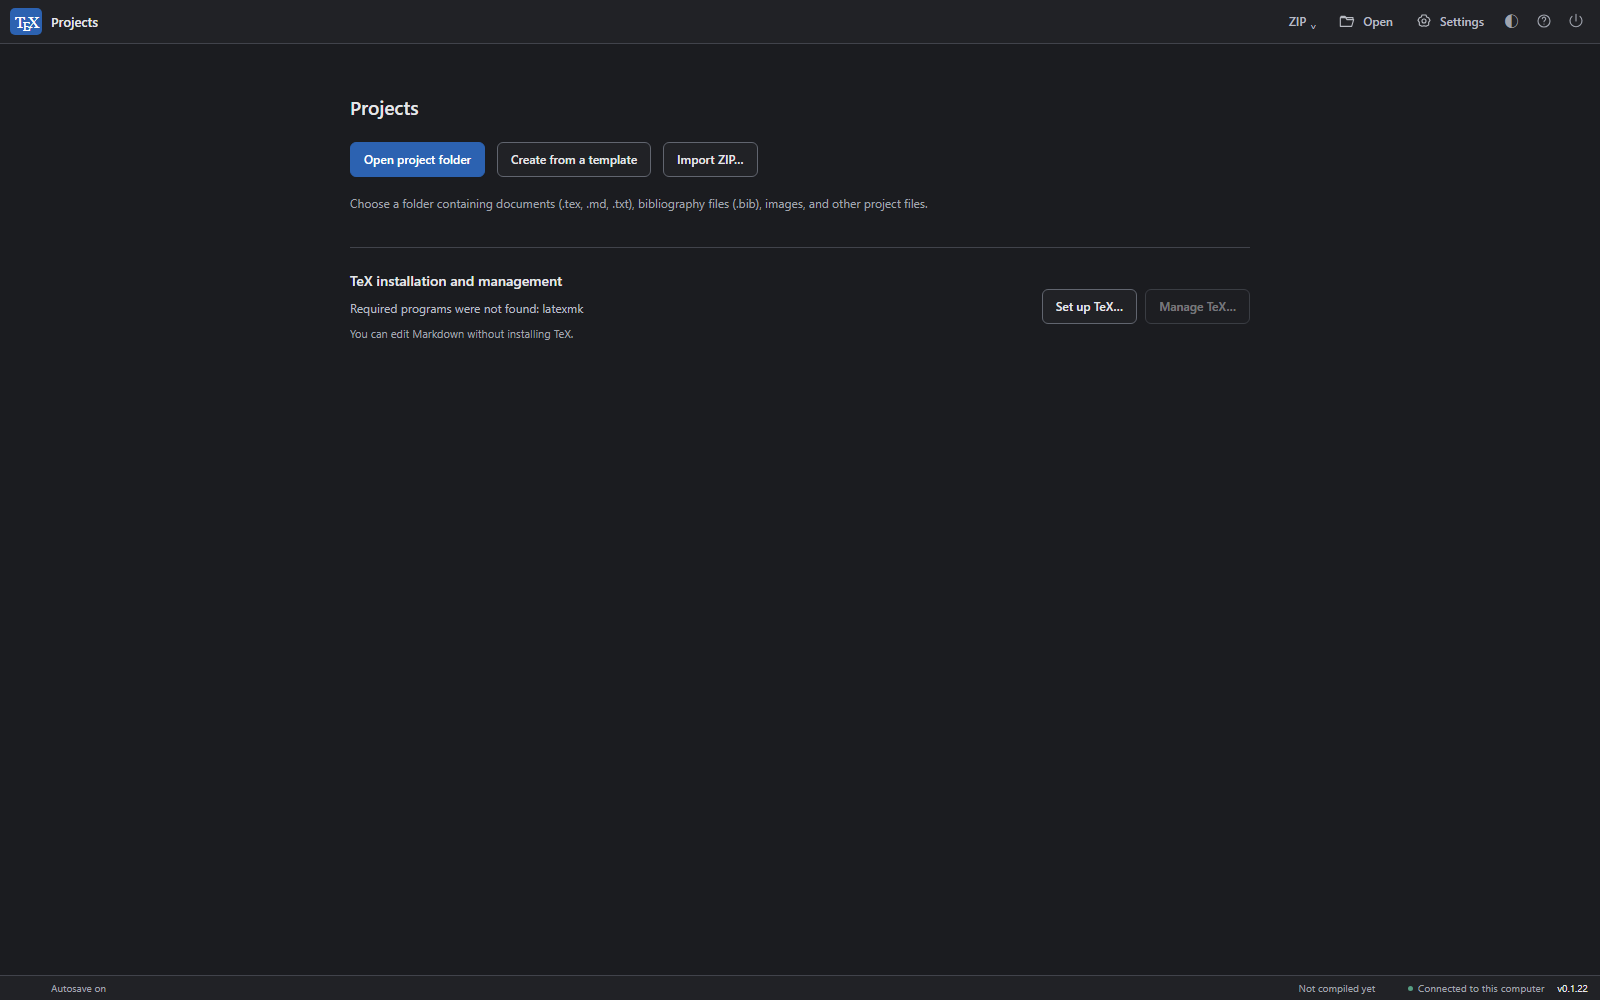 TEX Projects
ZIP Open Settings
Projects
Open project folder Create from a template Import ZIP...
Choose a folder containing documents (.tex, .md, .txt), bibliography files (.bib), images, and other project files.
TeX installation and management
Required programs were not found: latexmk
You can edit Markdown without installing TeX.
Set up TeX... Manage TeX...
Autosave on
Not compiled yet Connected to this computer v0.1.22